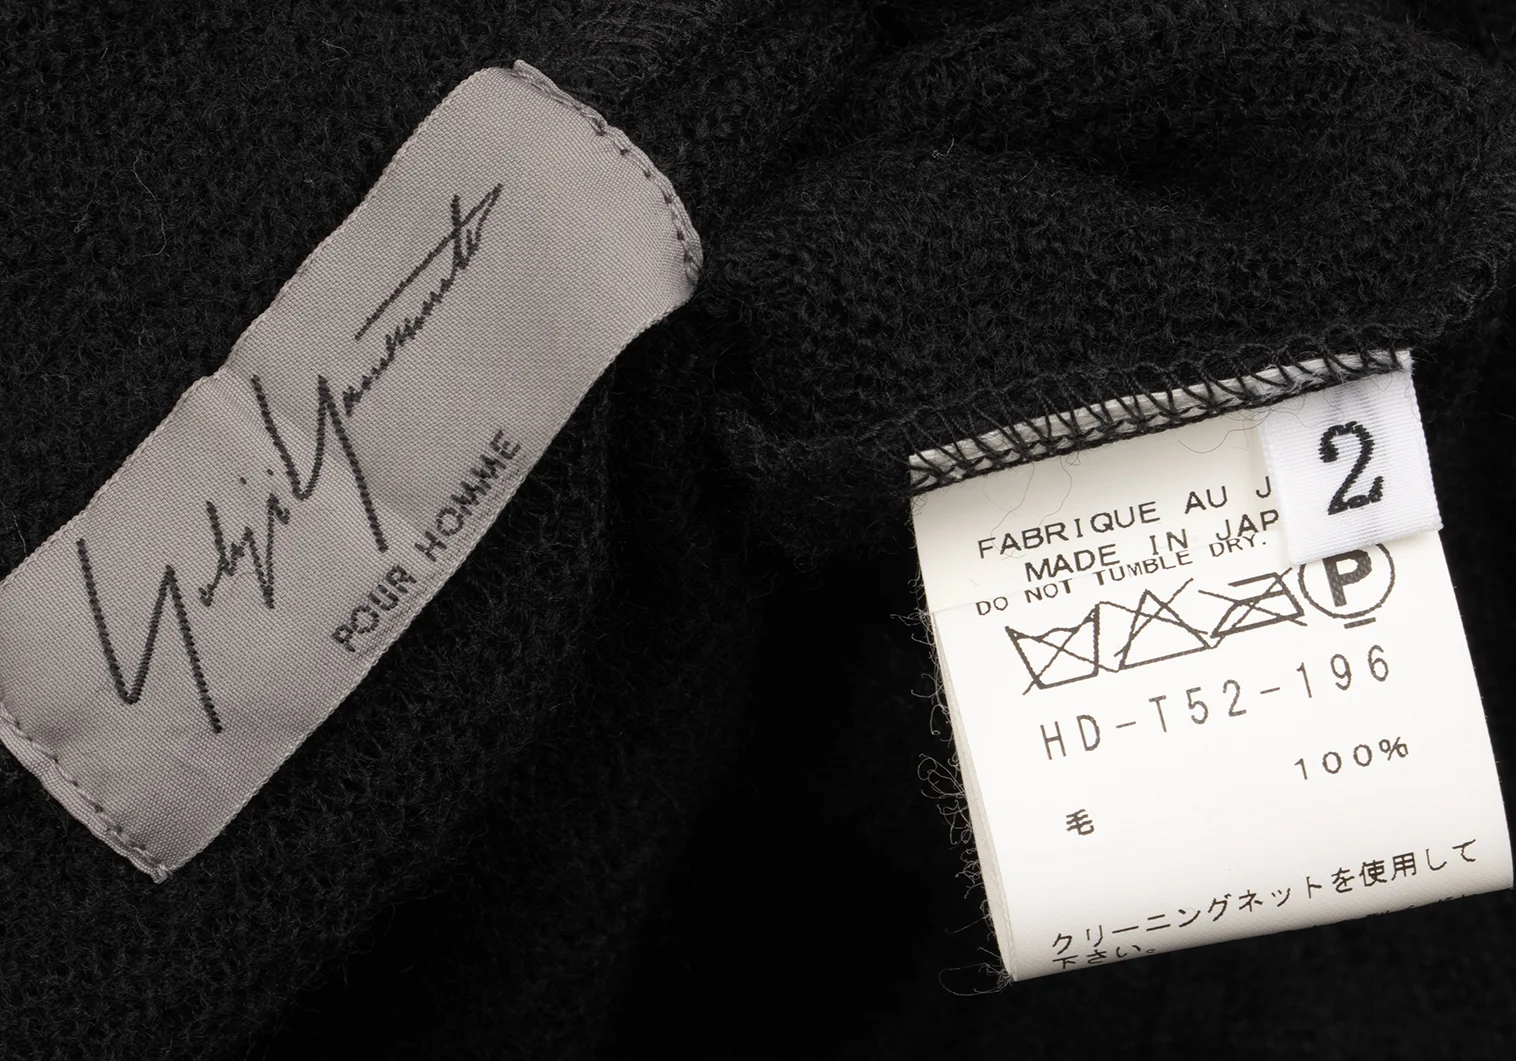 Yohji Yamamoto
POUR HOMME
2
FABRIQUE AU J
MADE IN JAP
DO NOT TUMBLE DRY.
P
HD-T52-196
100%
毛
クリーニングネットを使用して
下さい。